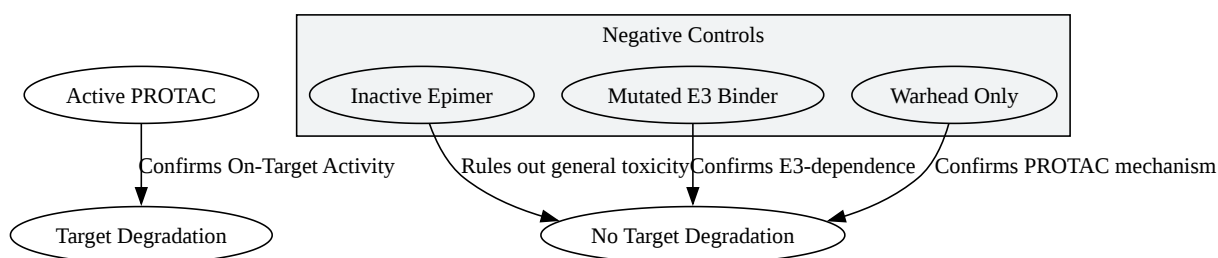 Negative Controls
Active PROTAC
Inactive Epimer
Mutated E3 Binder
Warhead Only
Confirms On-Target Activity
Rules out general toxicity
Confirms E3-dependence
Confirms PROTAC mechanism
Target Degradation
No Target Degradation